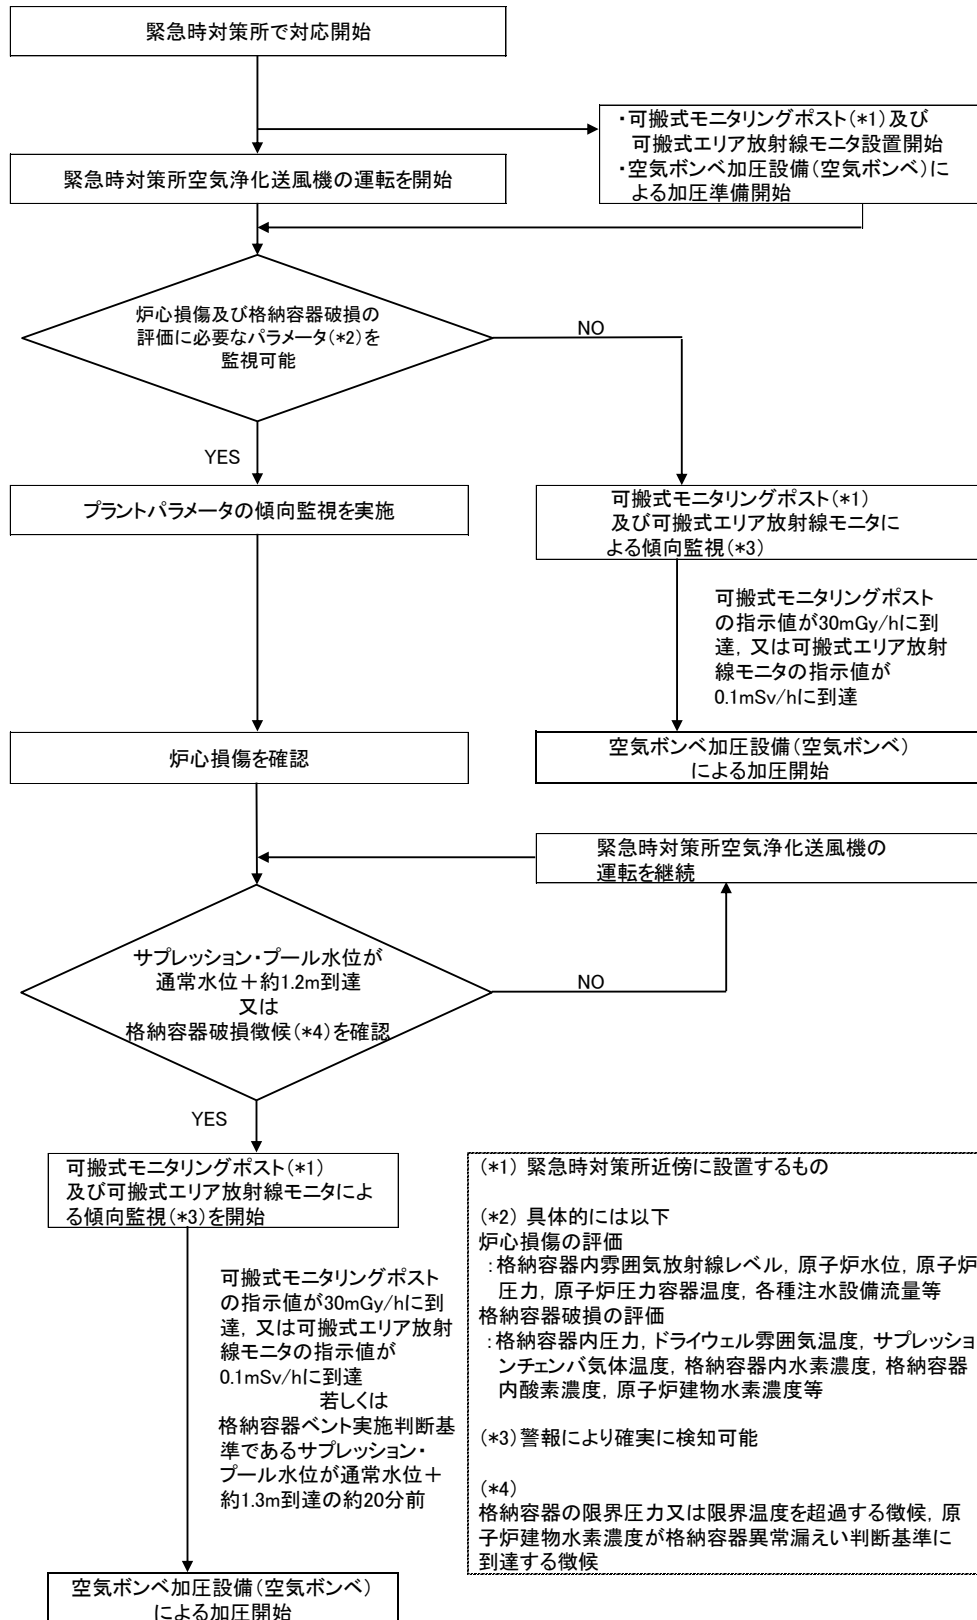 緊急時対策所で対応開始
・可搬式モニタリングポスト(*1)及び
可搬式エリア放射線モニタ設置開始
・空気ボンベ加圧設備(空気ボンベ)に
よる加圧準備開始
緊急時対策所空気浄化送風機の運転を開始
炉心損傷及び格納容器破損の
評価に必要なパラメータ(*2)を
監視可能
NO
YES
プラントパラメータの傾向監視を実施
可搬式モニタリングポスト(*1)
及び可搬式エリア放射線モニタに
よる傾向監視(*3)
可搬式モニタリングポスト
の指示値が30mGy/hに到
達,又は可搬式エリア放射
線モニタの指示値が
0.1mSv/hに到達
炉心損傷を確認
空気ボンベ加圧設備(空気ボンベ)
による加圧開始
緊急時対策所空気浄化送風機の
運転を継続
サプレッション・プール水位が
通常水位+約1.2m到達
又は
格納容器破損徴候(*4)を確認
NO
YES
可搬式モニタリングポスト(*1)
及び可搬式エリア放射線モニタによ
る傾向監視(*3)を開始
可搬式モニタリングポスト
の指示値が30mGy/hに到
達,又は可搬式エリア放射
線モニタの指示値が
0.1mSv/hに到達
若しくは
格納容器ベント実施判断基
準であるサプレッション・
プール水位が通常水位+
約1.3m到達の約20分前
空気ボンベ加圧設備(空気ボンベ)
による加圧開始
(*1) 緊急時対策所近傍に設置するもの
(*2) 具体的には以下
炉心損傷の評価
:格納容器内雰囲気放射線レベル,原子炉水位,原子炉
圧力,原子炉圧力容器温度,各種注水設備流量等
格納容器破損の評価
:格納容器内圧力,ドライウェル雰囲気温度,サプレッショ
ンチェンバ気体温度,格納容器内水素濃度,格納容器
内酸素濃度,原子炉建物水素濃度等
(*3)警報により確実に検知可能
(*4)
格納容器の限界圧力又は限界温度を超過する徴候,原
子炉建物水素濃度が格納容器異常漏えい判断基準に
到達する徴候